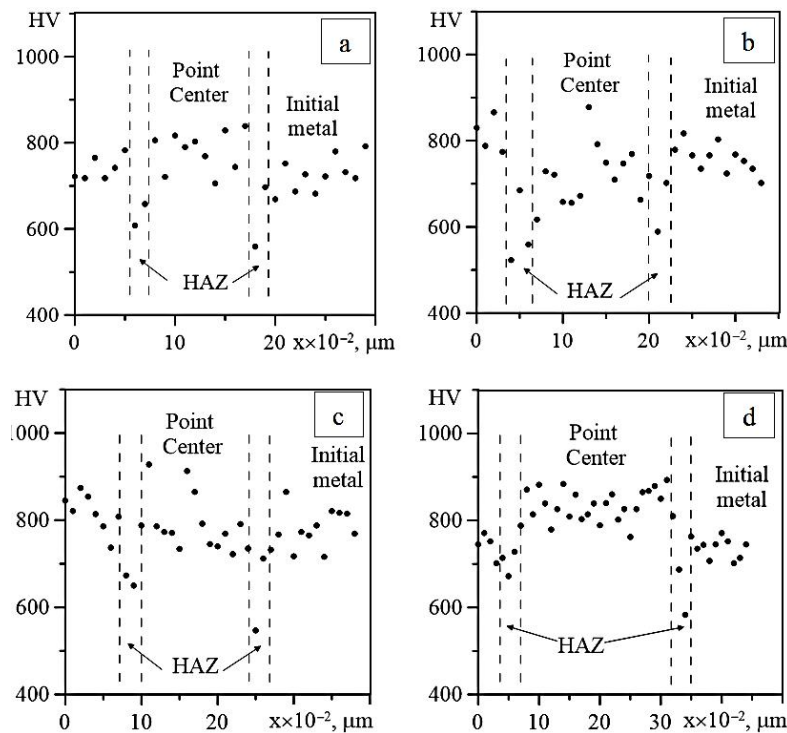 HV
a
1000
800
600
400
Point
Center
Initial
metal
HAZ
0
10
20
x×10⁻², μm
HV
b
1000
800
600
400
Point
Center
Initial
metal
HAZ
0
10
20
30
x×10⁻², μm
HV
c
1000
800
600
400
Point
Center
Initial
metal
HAZ
0
10
20
x×10⁻², μm
HV
d
1000
800
600
400
Point
Center
Initial
metal
HAZ
0
10
20
30
x×10⁻², μm